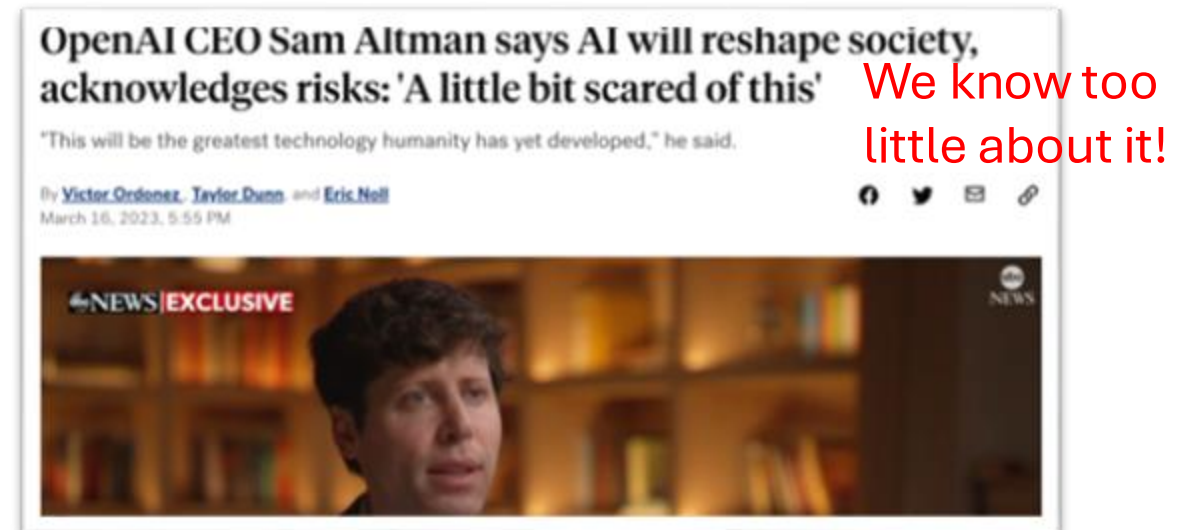 OpenAI CEO Sam Altman says AI will reshape society,
acknowledges risks: 'A little bit scared of this'
We know too
little about it!
"This will be the greatest technology humanity has yet developed," he said.
By Victor Ordonez, Taylor Dunn, and Eric Noll
March 16, 2023, 5:55 PM
abc NEWS|EXCLUSIVE
abc
NEWS